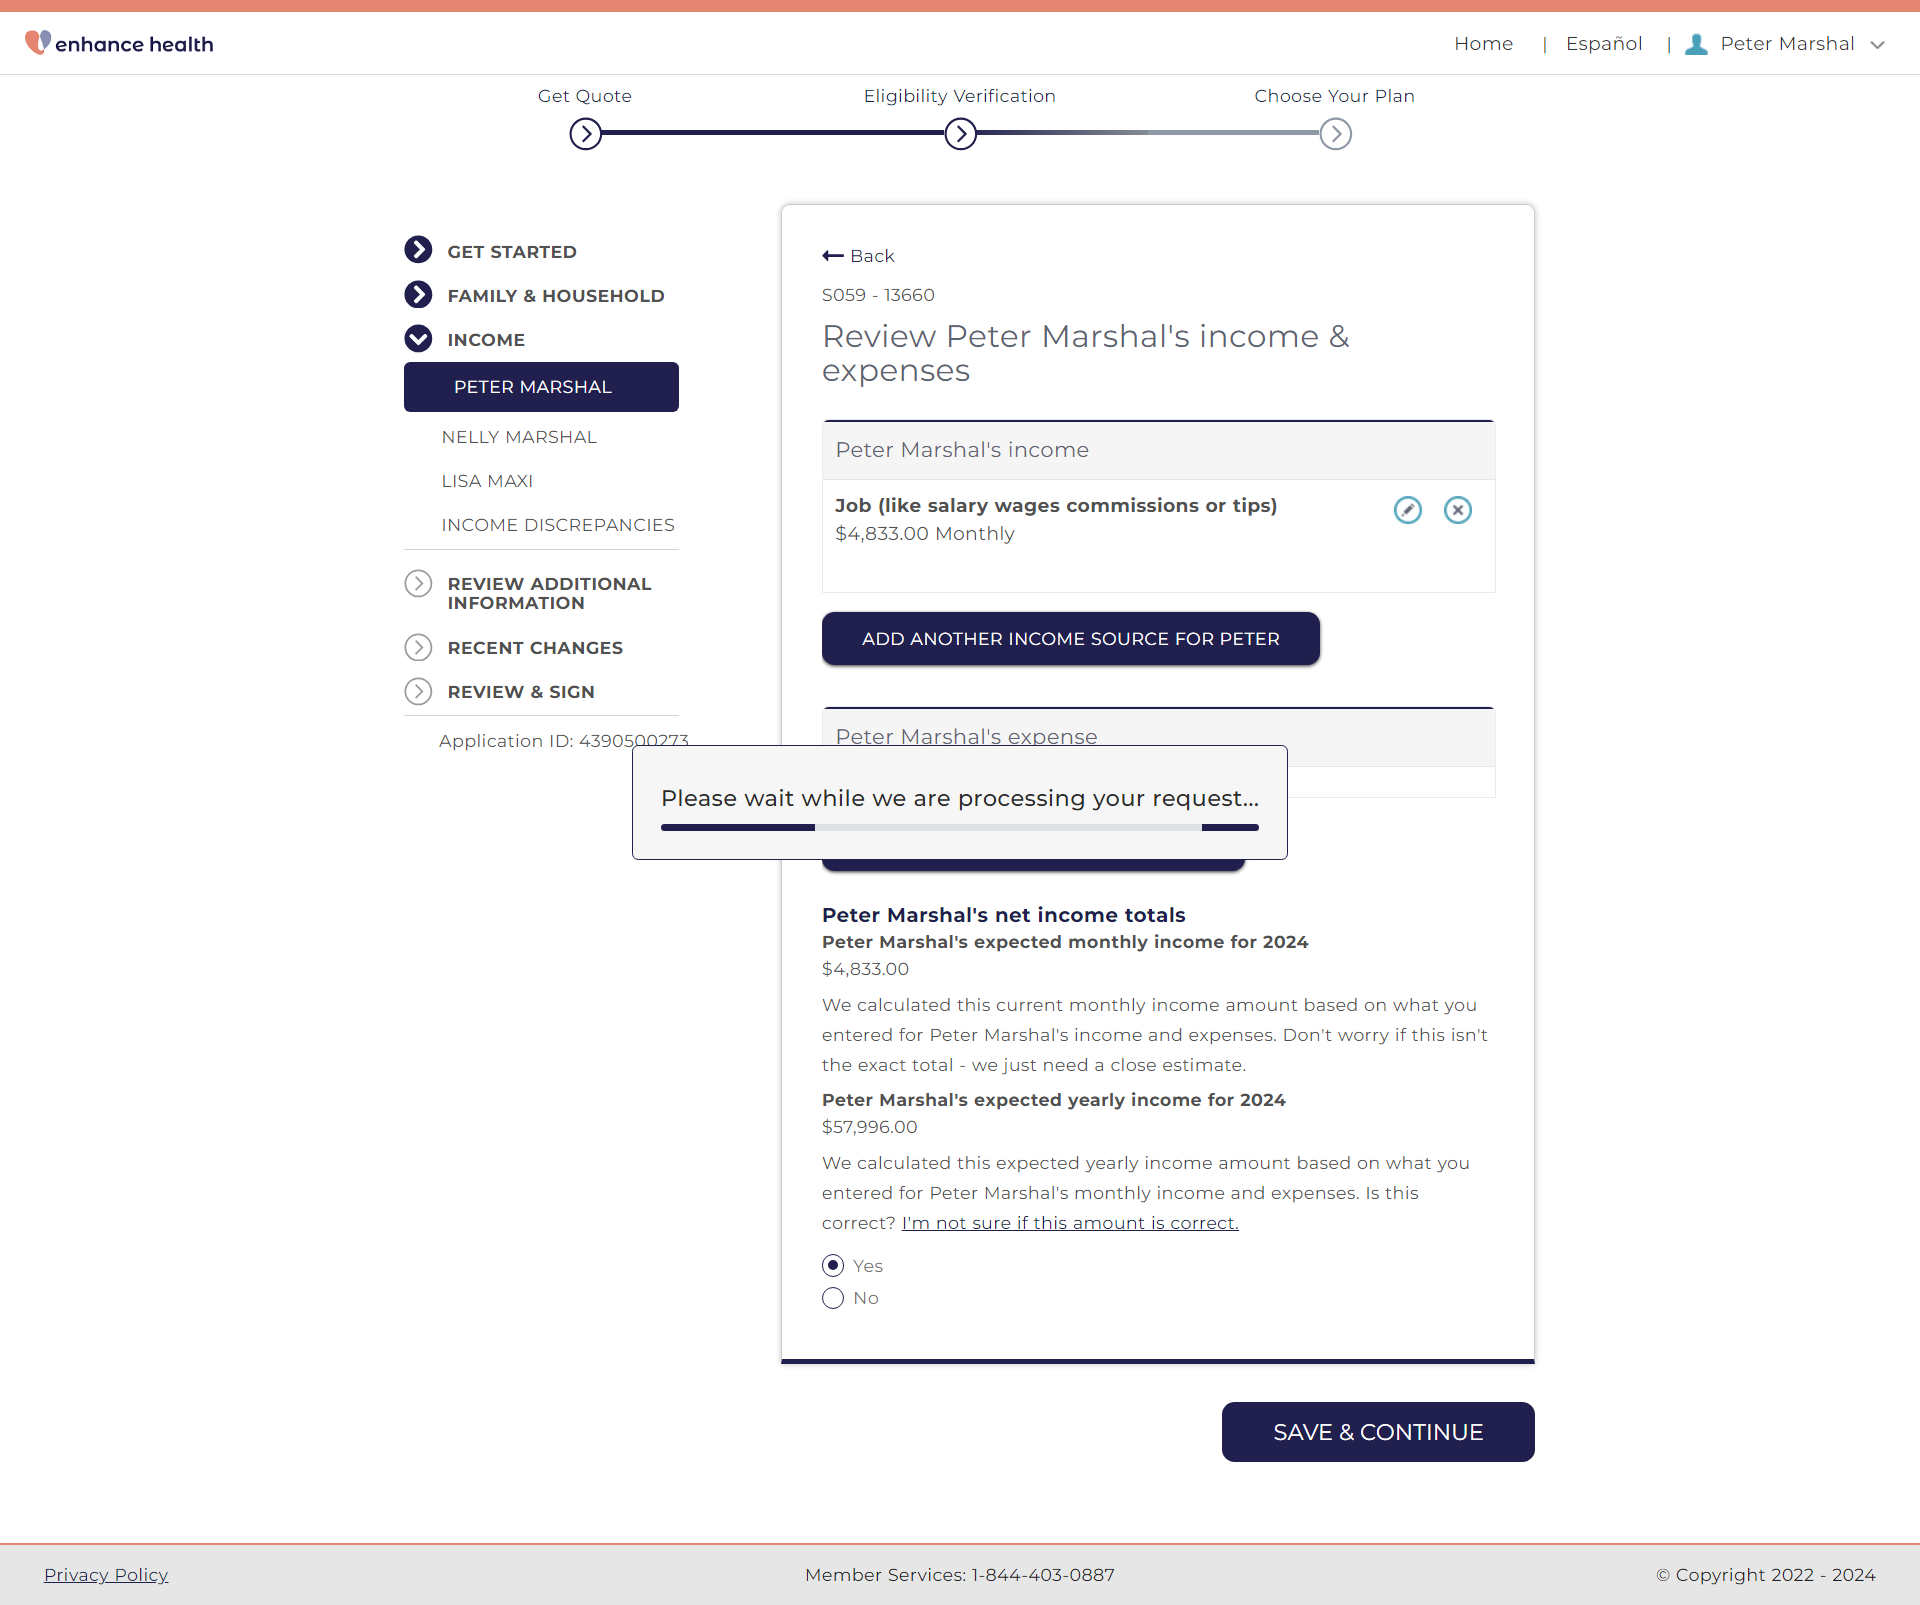 enhance health
Home | Español | Peter Marshal
Get Quote
Eligibility Verification
Choose Your Plan
GET STARTED
FAMILY & HOUSEHOLD
INCOME
PETER MARSHAL
NELLY MARSHAL
LISA MAXI
INCOME DISCREPANCIES
REVIEW ADDITIONAL
INFORMATION
RECENT CHANGES
REVIEW & SIGN
Application ID: 4390500273
Back
S059 - 13660
Review Peter Marshal's income &
expenses
Peter Marshal's income
Job (like salary wages commissions or tips)
$4,833.00 Monthly
ADD ANOTHER INCOME SOURCE FOR PETER
Peter Marshal's expense
Please wait while we are processing your request...
Peter Marshal's net income totals
Peter Marshal's expected monthly income for 2024
$4,833.00
We calculated this current monthly income amount based on what you
entered for Peter Marshal's income and expenses. Don't worry if this isn't
the exact total - we just need a close estimate.
Peter Marshal's expected yearly income for 2024
$57,996.00
We calculated this expected yearly income amount based on what you
entered for Peter Marshal's monthly income and expenses. Is this
correct? I'm not sure if this amount is correct.
Yes
No
SAVE & CONTINUE
Privacy Policy
Member Services: 1-844-403-0887
© Copyright 2022 - 2024